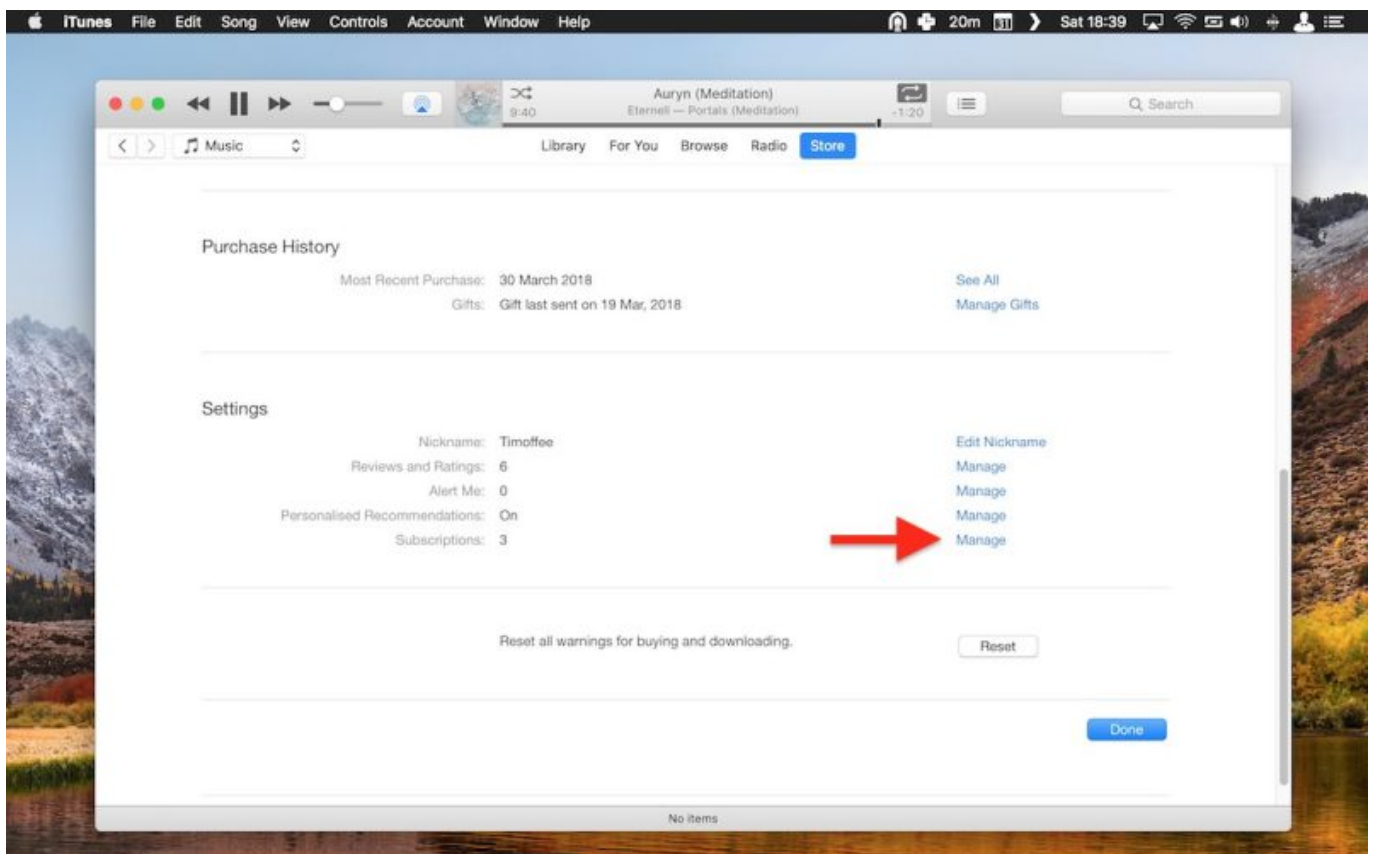 iTunes File Edit Song View Controls Account Window Help 20m 31 Sat 18:39
Auryn (Meditation)
9:40 Eternell — Portals (Meditation) -1:20
Search
Music Library For You Browse Radio Store
Purchase History
Most Recent Purchase: 30 March 2018 See All
Gifts: Gift last sent on 19 Mar, 2018 Manage Gifts
Settings
Nickname: Timoffee Edit Nickname
Reviews and Ratings: 6 Manage
Alert Me: 0 Manage
Personalised Recommendations: On Manage
Subscriptions: 3 Manage
Reset all warnings for buying and downloading. Reset
Done
No items